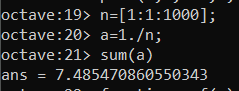 octave:19> n=[1:1:1000];
octave:20> a=1./n;
octave:21> sum(a)
ans = 7.485470860550343